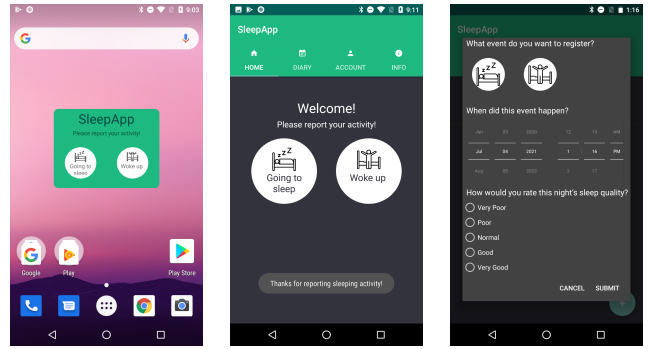 9:03
SleepApp
Please report your activity!
Going to
sleep
Wake up
Google
Play
Play Store
9:11
SleepApp
HOME
DIARY
ACCOUNT
INFO
Welcome!
Please report your activity!
Going to
sleep
Woke up
Thanks for reporting sleeping activity!
1:16
SleepApp
What event do you want to register?
When did this event happen?
Jun 03 2020 12 15 AM
Jul 04 2021 1 16 PM
Aug 05 2022 2 17
How would you rate this night's sleep quality?
Very Poor
Poor
Normal
Good
Very Good
CANCEL
SUBMIT